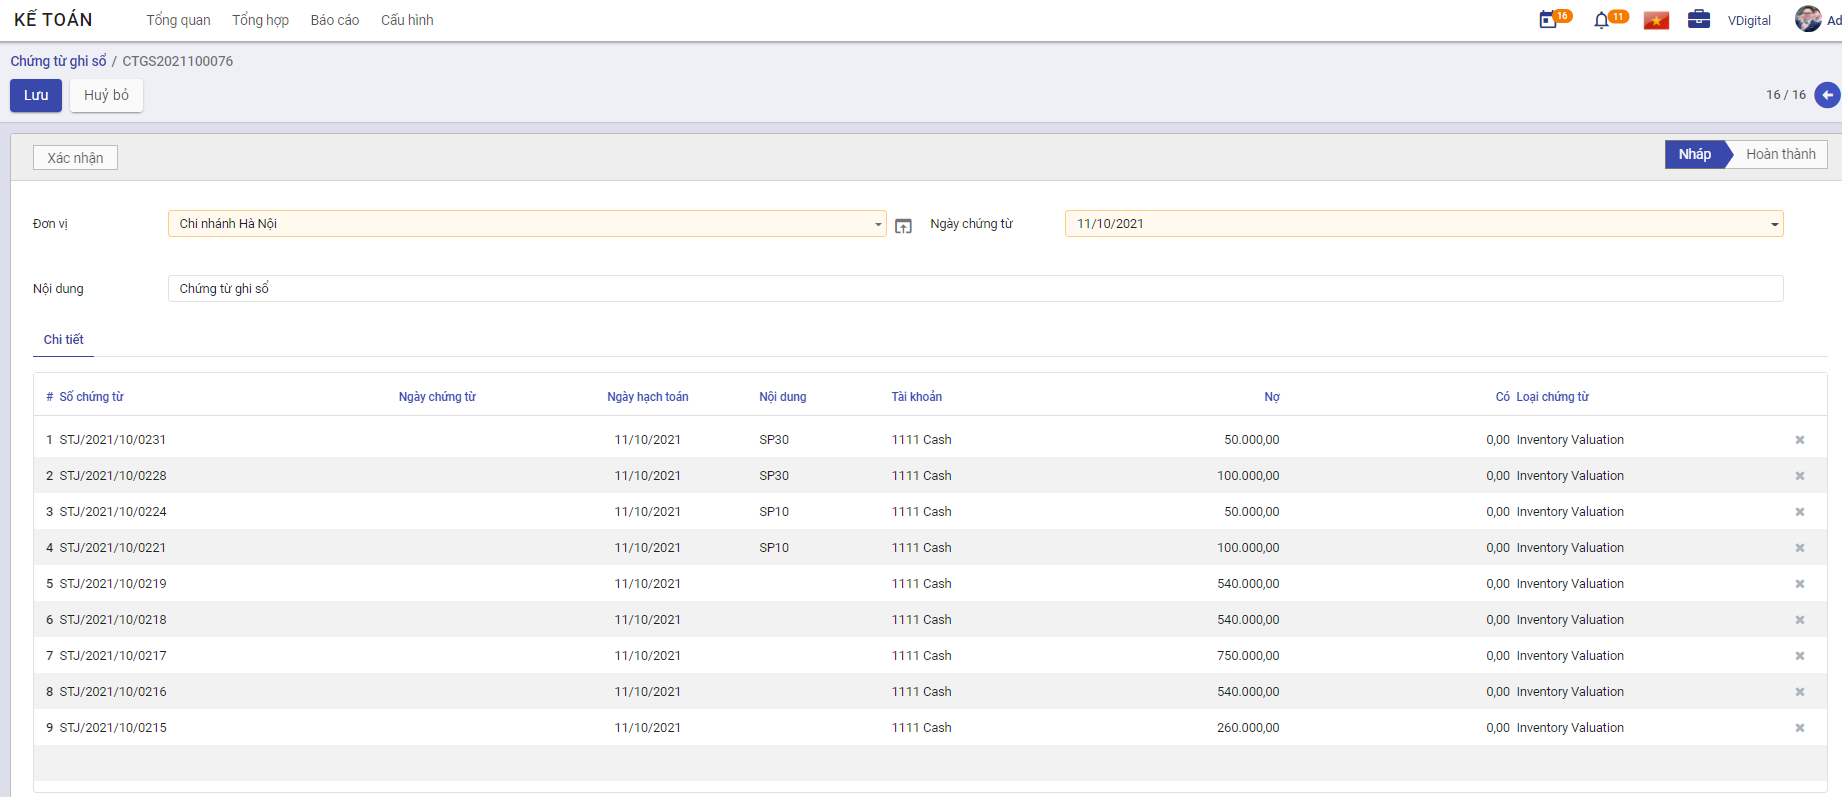 KẾ TOÁN Tổng quan Tổng hợp Báo cáo Cấu hình 16 11 VDigital Ad
Chứng từ ghi sổ / CTGS2021100076
Lưu Huỷ bỏ 16 / 16
Xác nhận Nháp Hoàn thành
Đơn vị Chi nhánh Hà Nội Ngày chứng từ 11/10/2021
Nội dung Chứng từ ghi sổ
Chi tiết
# Số chứng từ Ngày chứng từ Ngày hạch toán Nội dung Tài khoản Nợ Có Loại chứng từ
1 STJ/2021/10/0231 11/10/2021 SP30 1111 Cash 50.000,00 0,00 Inventory Valuation
2 STJ/2021/10/0228 11/10/2021 SP30 1111 Cash 100.000,00 0,00 Inventory Valuation
3 STJ/2021/10/0224 11/10/2021 SP10 1111 Cash 50.000,00 0,00 Inventory Valuation
4 STJ/2021/10/0221 11/10/2021 SP10 1111 Cash 100.000,00 0,00 Inventory Valuation
5 STJ/2021/10/0219 11/10/2021 1111 Cash 540.000,00 0,00 Inventory Valuation
6 STJ/2021/10/0218 11/10/2021 1111 Cash 540.000,00 0,00 Inventory Valuation
7 STJ/2021/10/0217 11/10/2021 1111 Cash 750.000,00 0,00 Inventory Valuation
8 STJ/2021/10/0216 11/10/2021 1111 Cash 540.000,00 0,00 Inventory Valuation
9 STJ/2021/10/0215 11/10/2021 1111 Cash 260.000,00 0,00 Inventory Valuation